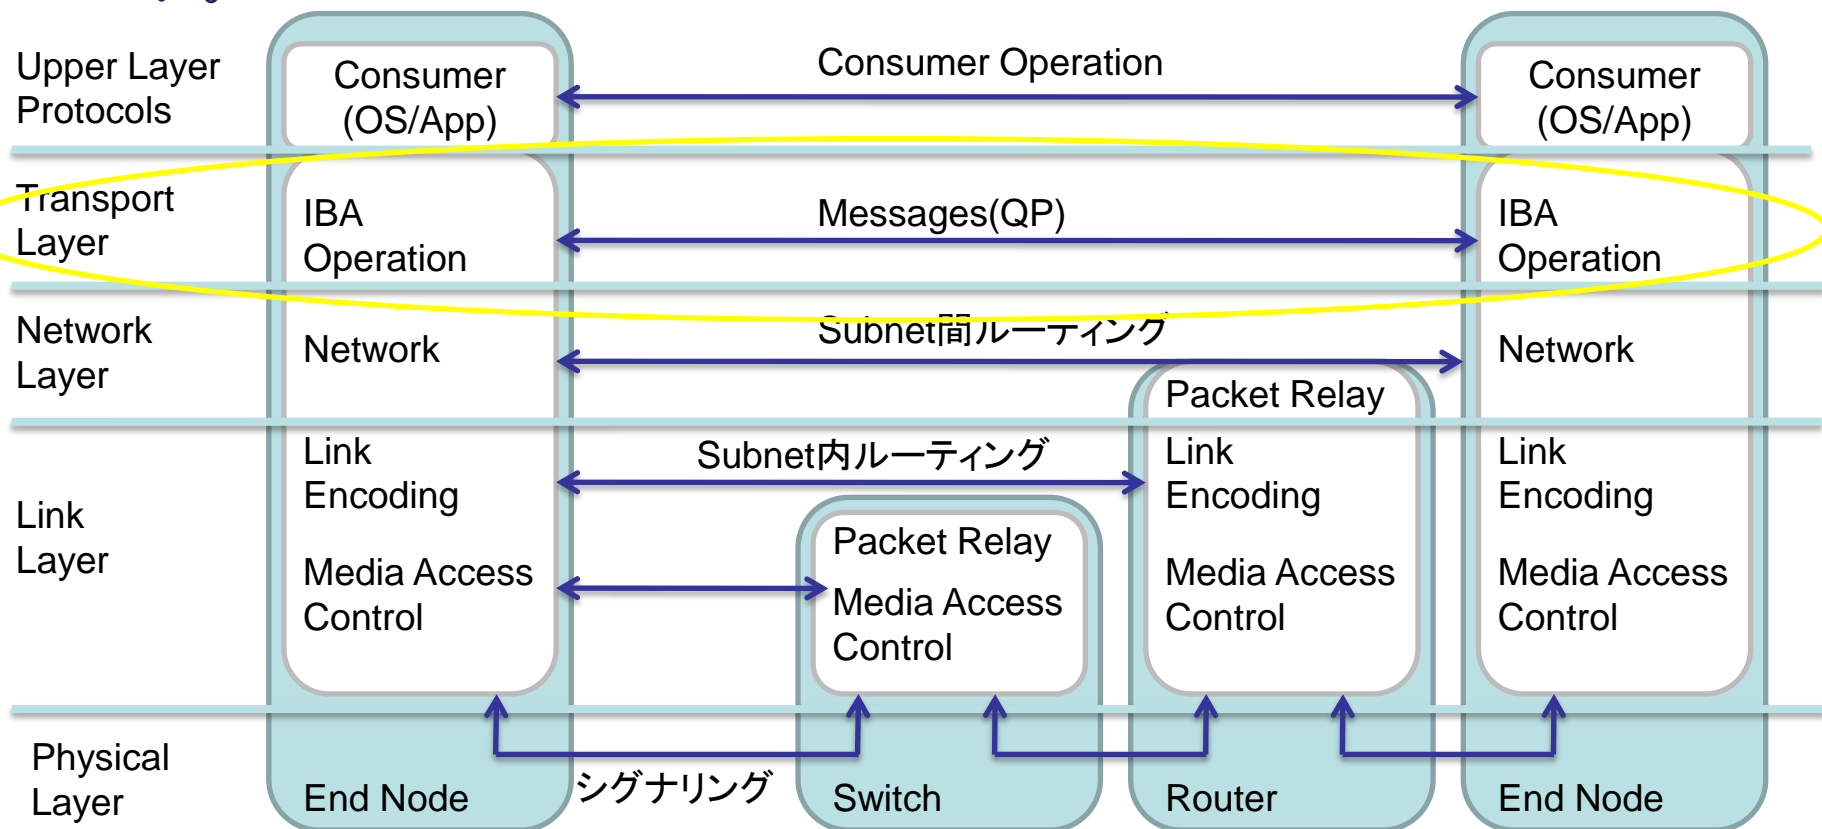 Upper Layer
Protocols
Consumer
(OS/App)
Consumer Operation
Consumer
(OS/App)
Transport
Layer
IBA
Operation
Messages(QP)
IBA
Operation
Network
Layer
Network
Subnet間ルーティング
Network
Packet Relay
Link
Layer
Link
Encoding
Subnet内ルーティング
Link
Encoding
Link
Encoding
Packet Relay
Media Access
Control
Media Access
Control
Media Access
Control
Media Access
Control
Physical
Layer
End Node
シグナリング
Switch
Router
End Node